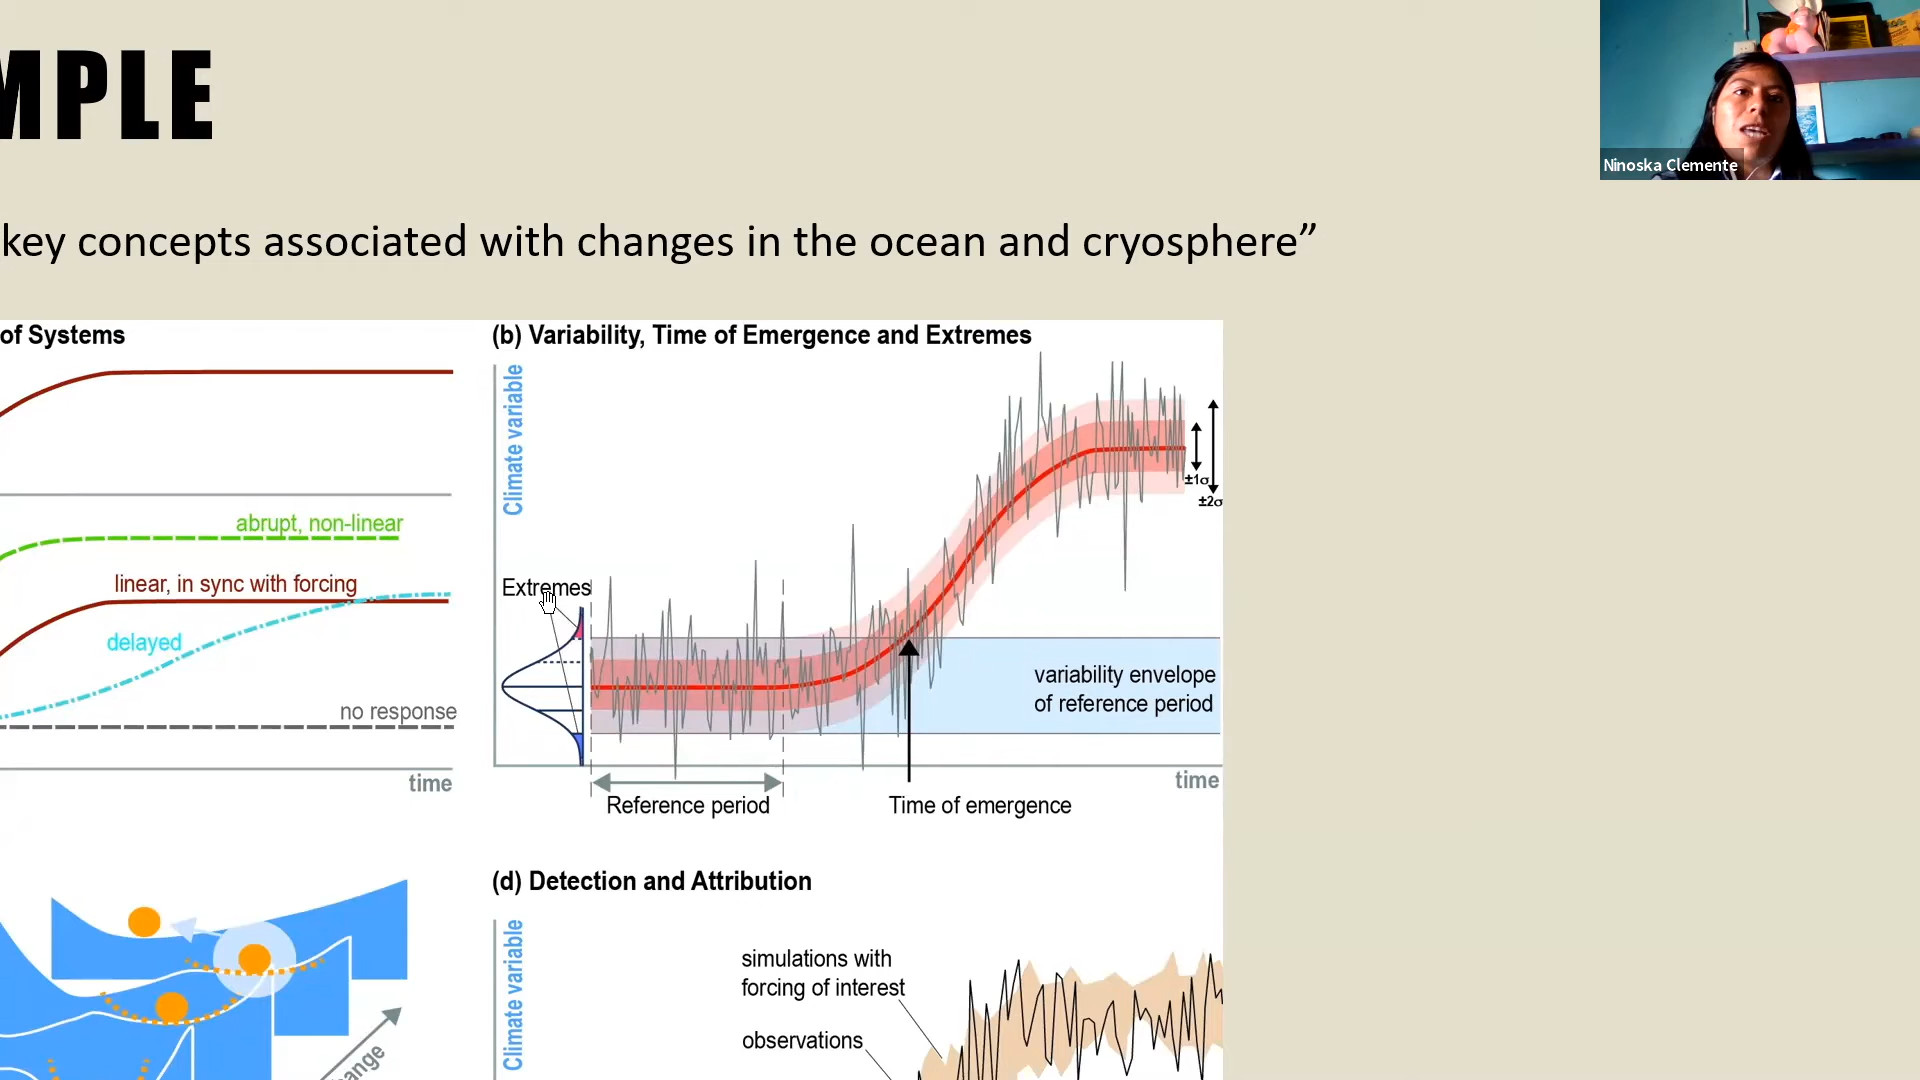 MPLE
Ninoska Clemente
key concepts associated with changes in the ocean and cryosphere”
of Systems
abrupt, non-linear
linear, in sync with forcing
delayed
no response
time
(b) Variability, Time of Emergence and Extremes
Climate variable
±1σ
±2σ
Extremes
variability envelope
of reference period
time
Reference period
Time of emergence
ange
(d) Detection and Attribution
Climate variable
simulations with
forcing of interest
observations